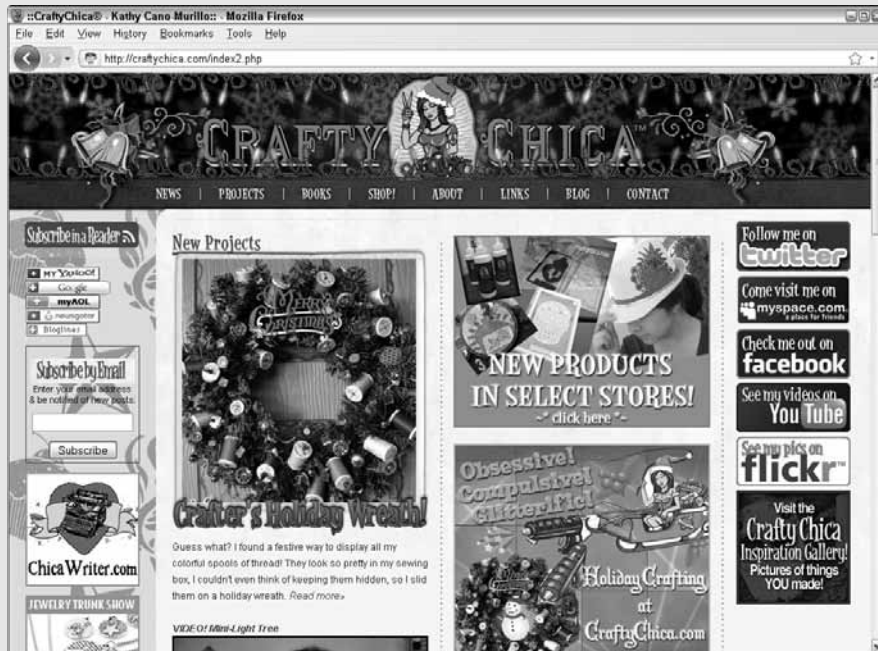 ::CraftyChica® - Kathy Cano-Murillo:: - Mozilla Firefox
File Edit View History Bookmarks Tools Help
http://craftychica.com/index2.php
CRAFTY CHICA™
NEWS | PROJECTS | BOOKS | SHOP! | ABOUT | LINKS | BLOG | CONTACT
Subscribe in a Reader
MY YAHOO!
Google
myAOL
newsgator
Bloglines
Subscribe by Email
Enter your email address
& be notified of new posts:
Subscribe
ChicaWriter.com
JEWELRY TRUNK SHOW
New Projects
MERRY
CHRISTMAS
Crafter's Holiday Wreath!
Guess what? I found a festive way to display all my
colorful spools of thread! They look so pretty in my sewing
box, I couldn't even think of keeping them hidden, so I slid
them on a holiday wreath. Read more»
VIDEO! Mini-Light Tree
NEW PRODUCTS
IN SELECT STORES!
~* click here *~
Obsessive!
Compulsive!
Glitterific!
Holiday Crafting
at
CraftyChica.com
Follow me on
twitter
Come visit me on
myspace.com
a place for friends
Check me out on
facebook
See my videos on
YouTube
See my pics on
flickr™
Visit the
Crafty Chica
Inspiration Gallery!
Pictures of things
YOU made!